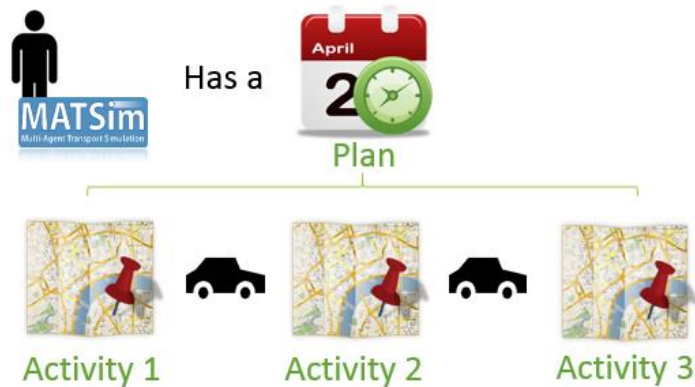 Has a
April
2
MATSim
Multi-Agent Transport Simulation
Plan
Activity 1
Activity 2
Activity 3